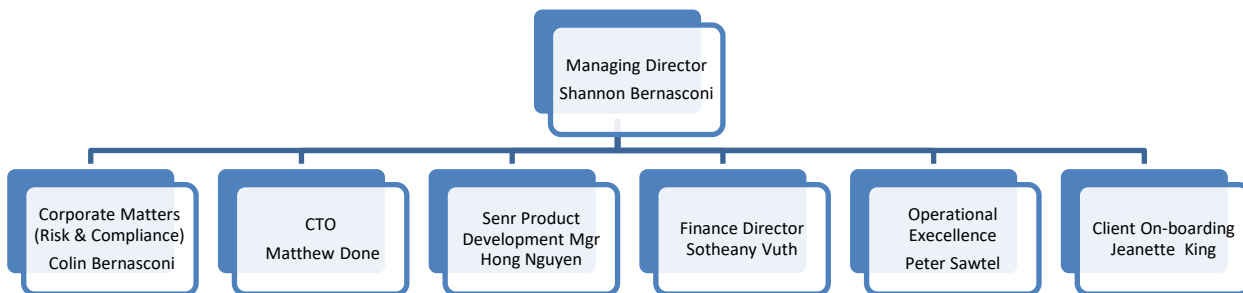 Managing Director
Shannon Bernasconi
Corporate Matters
(Risk & Compliance)
Colin Bernasconi
CTO
Matthew Done
Senr Product
Development Mgr
Hong Nguyen
Finance Director
Sotheany Vuth
Operational
Execellence
Peter Sawtel
Client On-boarding
Jeanette King